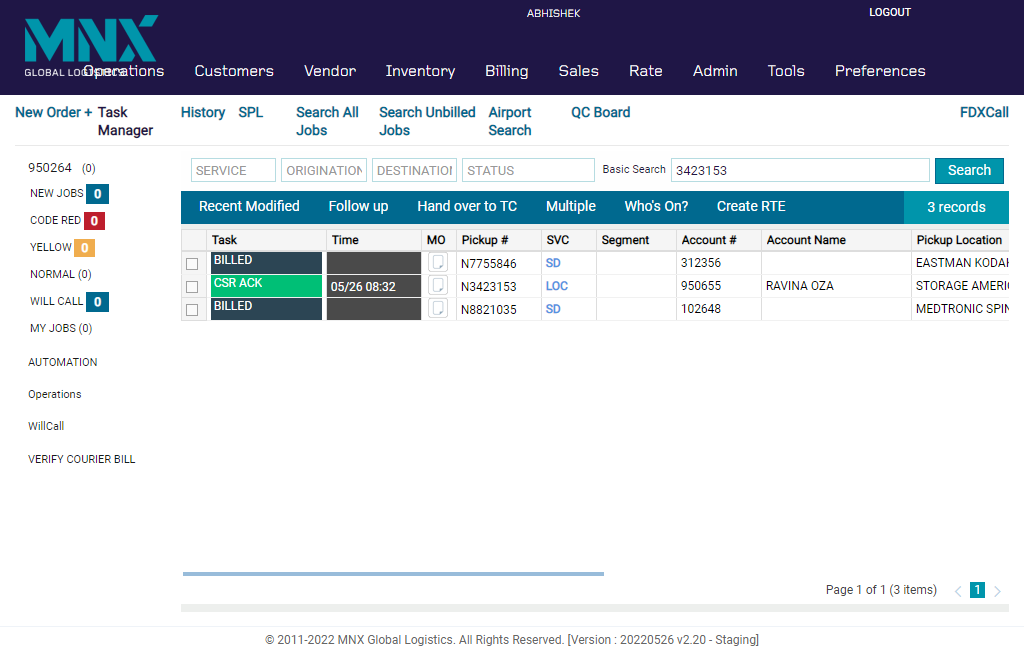 ABHISHEK
LOGOUT
MNX
GLOBAL LOGISTICS
Operations Customers Vendor Inventory Billing Sales Rate Admin Tools Preferences
New Order + Task Manager History SPL Search All Jobs Search Unbilled Jobs Airport Search QC Board FDXCall
950264 (0)
NEW JOBS 0
CODE RED 0
YELLOW 0
NORMAL (0)
WILL CALL 0
MY JOBS (0)
AUTOMATION
Operations
WillCall
VERIFY COURIER BILL
SERVICE ORIGINATION DESTINATION STATUS Basic Search 3423153 Search
Recent Modified Follow up Hand over to TC Multiple Who's On? Create RTE 3 records
Task Time MO Pickup # SVC Segment Account # Account Name Pickup Location
BILLED N7755846 SD 312356 EASTMAN KODAK
CSR ACK 05/26 08:32 N3423153 LOC 950655 RAVINA OZA STORAGE AMERI
BILLED N8821035 SD 102648 MEDTRONIC SPIN
Page 1 of 1 (3 items) 1
© 2011-2022 MNX Global Logistics. All Rights Reserved. [Version : 20220526 v2.20 - Staging]